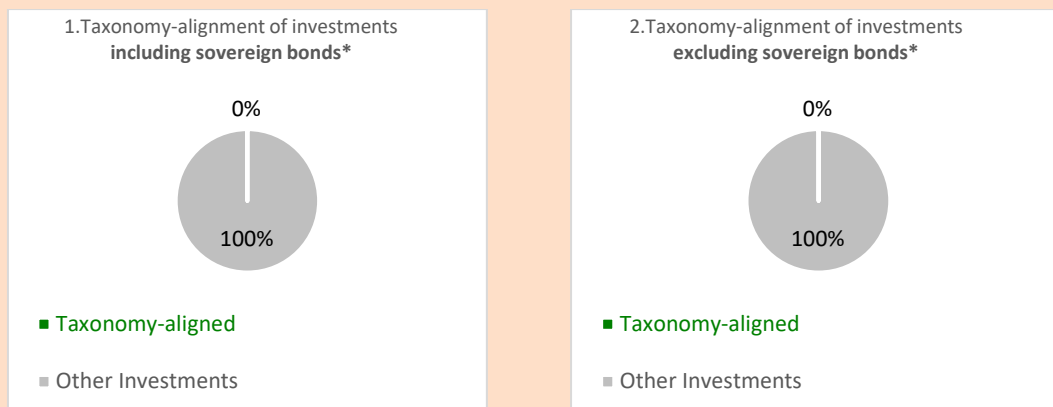 1.Taxonomy-alignment of investments
including sovereign bonds*
0%
100%
Taxonomy-aligned
Other Investments
2.Taxonomy-alignment of investments
excluding sovereign bonds*
0%
100%
Taxonomy-aligned
Other Investments